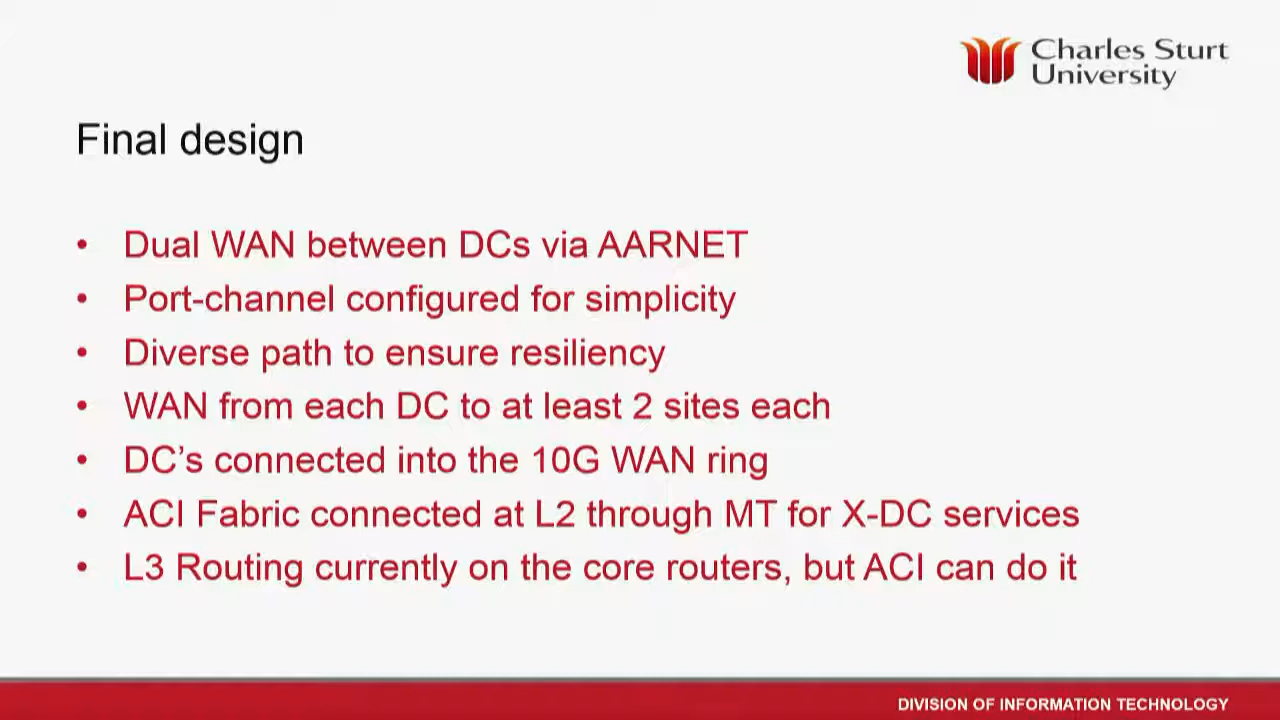 Charles Sturt
University
Final design
• Dual WAN between DCs via AARNET
• Port-channel configured for simplicity
• Diverse path to ensure resiliency
• WAN from each DC to at least 2 sites each
• DC’s connected into the 10G WAN ring
• ACI Fabric connected at L2 through MT for X-DC services
• L3 Routing currently on the core routers, but ACI can do it
DIVISION OF INFORMATION TECHNOLOGY